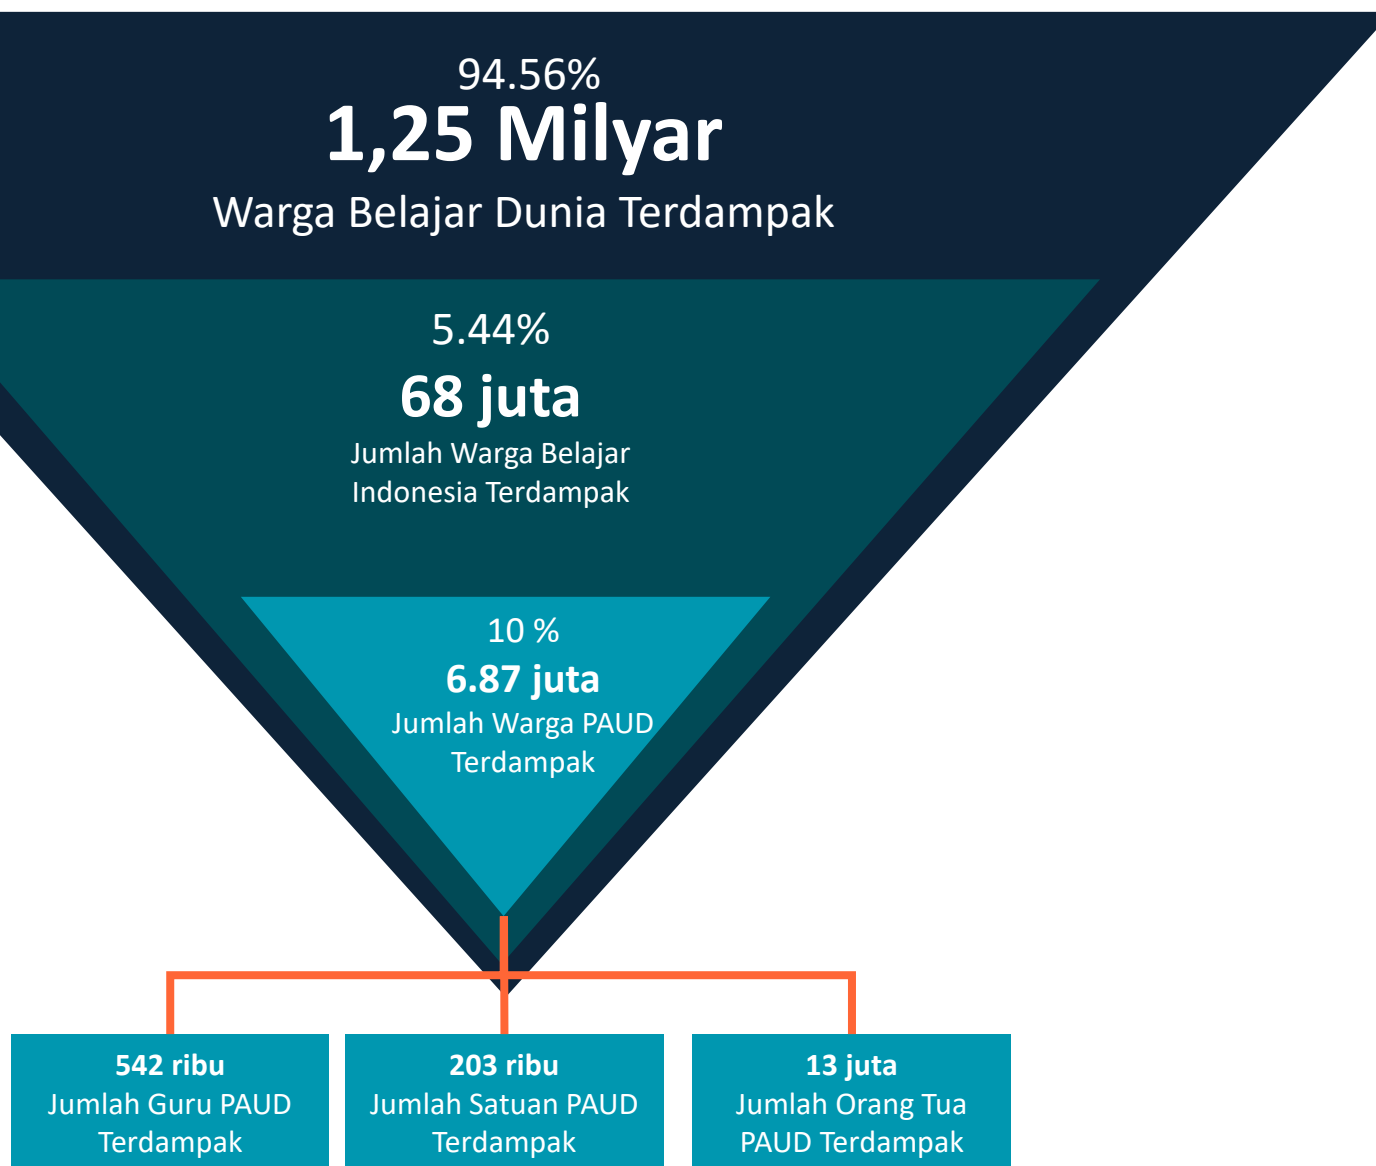 94.56%
1,25 Milyar
Warga Belajar Dunia Terdampak
5.44%
68 juta
Jumlah Warga Belajar
Indonesia Terdampak
10 %
6.87 juta
Jumlah Warga PAUD
Terdampak
542 ribu
Jumlah Guru PAUD
Terdampak
203 ribu
Jumlah Satuan PAUD
Terdampak
13 juta
Jumlah Orang Tua
PAUD Terdampak